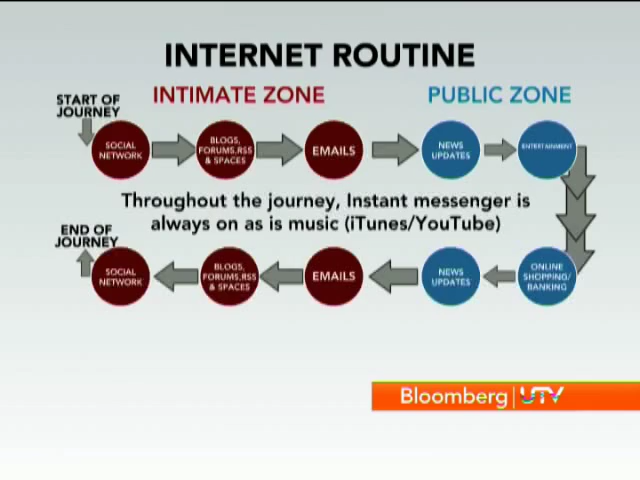 INTERNET ROUTINE
INTIMATE ZONE
PUBLIC ZONE
START OF
JOURNEY
SOCIAL
NETWORK
BLOGS,
FORUMS,RSS
& SPACES
EMAILS
NEWS
UPDATES
ENTERTAINMENT
Throughout the journey, Instant messenger is
always on as is music (iTunes/YouTube)
END OF
JOURNEY
SOCIAL
NETWORK
BLOGS,
FORUMS,RSS
& SPACES
EMAILS
NEWS
UPDATES
ONLINE
SHOPPING/
BANKING
Bloomberg | UTV